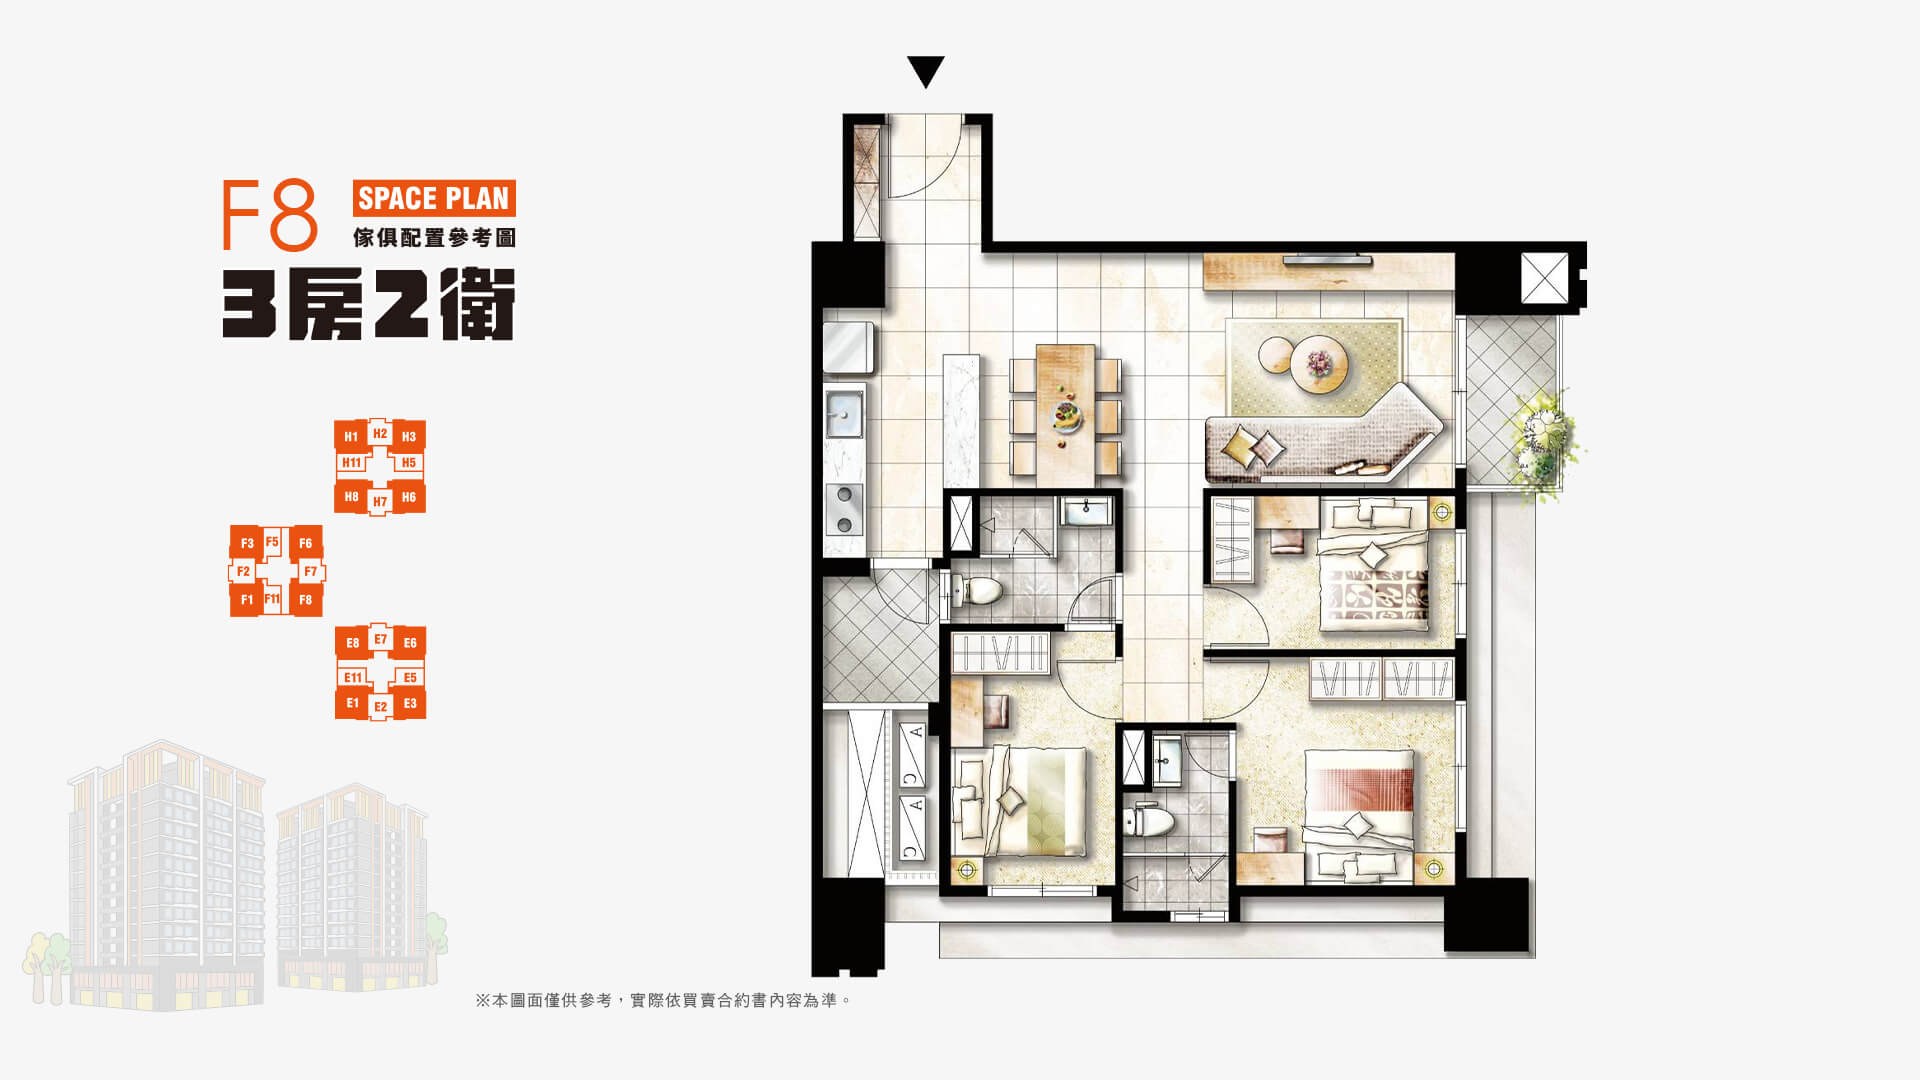 F8
SPACE PLAN
傢俱配置參考圖
3房2衛
H1 H2 H3
H11 H5
H8 H7 H6
F3 F5 F6
F2 F7
F1 F11 F8
E8 E7 E6
E11 E5
E1 E2 E3
A
C
A
C
※本圖面僅供參考，實際依買賣合約書內容為準。